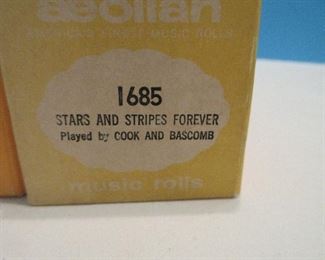 aeolian
AMERICA'S FINEST MUSIC ROLLS
1685
STARS AND STRIPES FOREVER
Played by COOK AND BASCOMB
music rolls